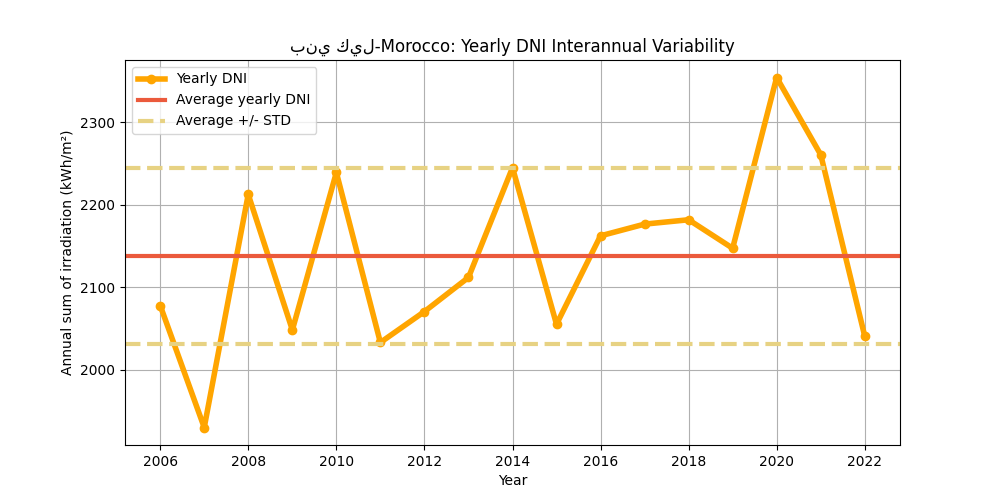 بني كيل-Morocco: Yearly DNI Interannual Variability
Yearly DNI
Average yearly DNI
Average +/- STD
Annual sum of irradiation (kWh/m²)
2300
2200
2100
2000
2006 2008 2010 2012 2014 2016 2018 2020 2022
Year